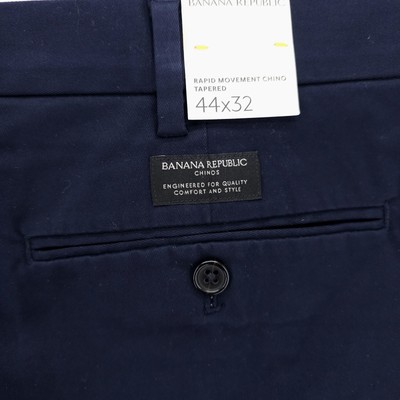 BANANA REPUBLIC
RAPID MOVEMENT CHINO
TAPERED
44x32
BANANA REPUBLIC
CHINOS
ENGINEERED FOR QUALITY
COMFORT AND STYLE